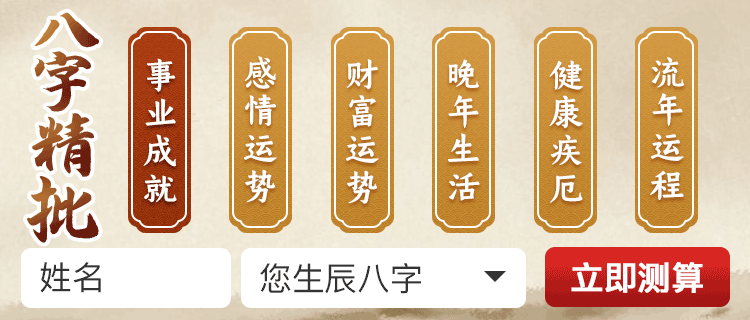 八字精批
事业成就
感情运势
财富运势
晚年生活
健康疾厄
流年运程
姓名
您生辰八字
立即测算